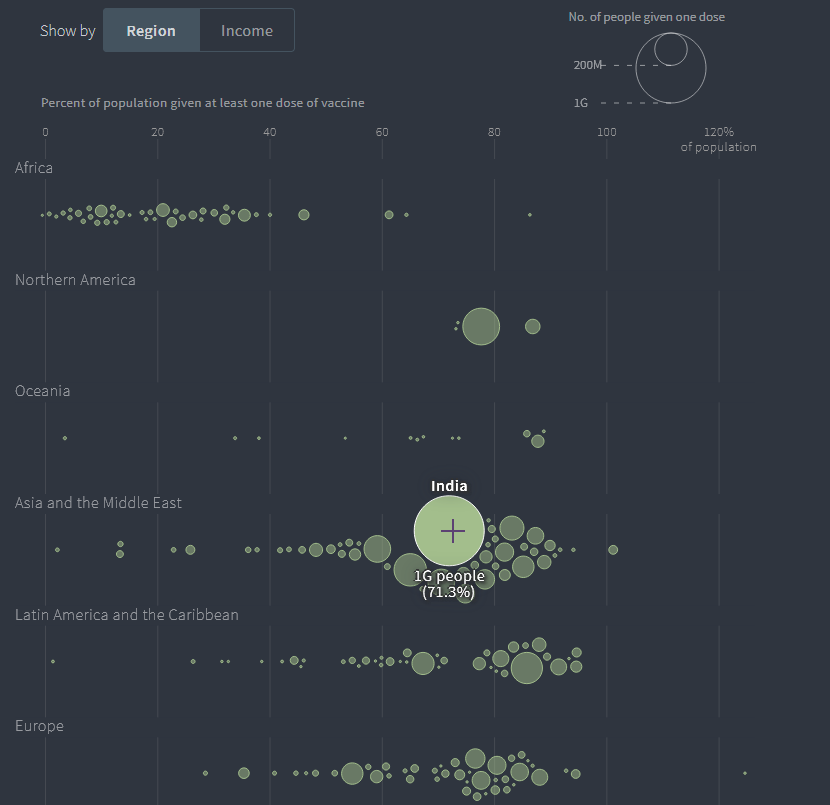 Show by Region Income
No. of people given one dose
200M
1G
Percent of population given at least one dose of vaccine
0 20 40 60 80 100 120%
of population
Africa
Northern America
Oceania
India
Asia and the Middle East
1G people
(71.3%)
Latin America and the Caribbean
Europe